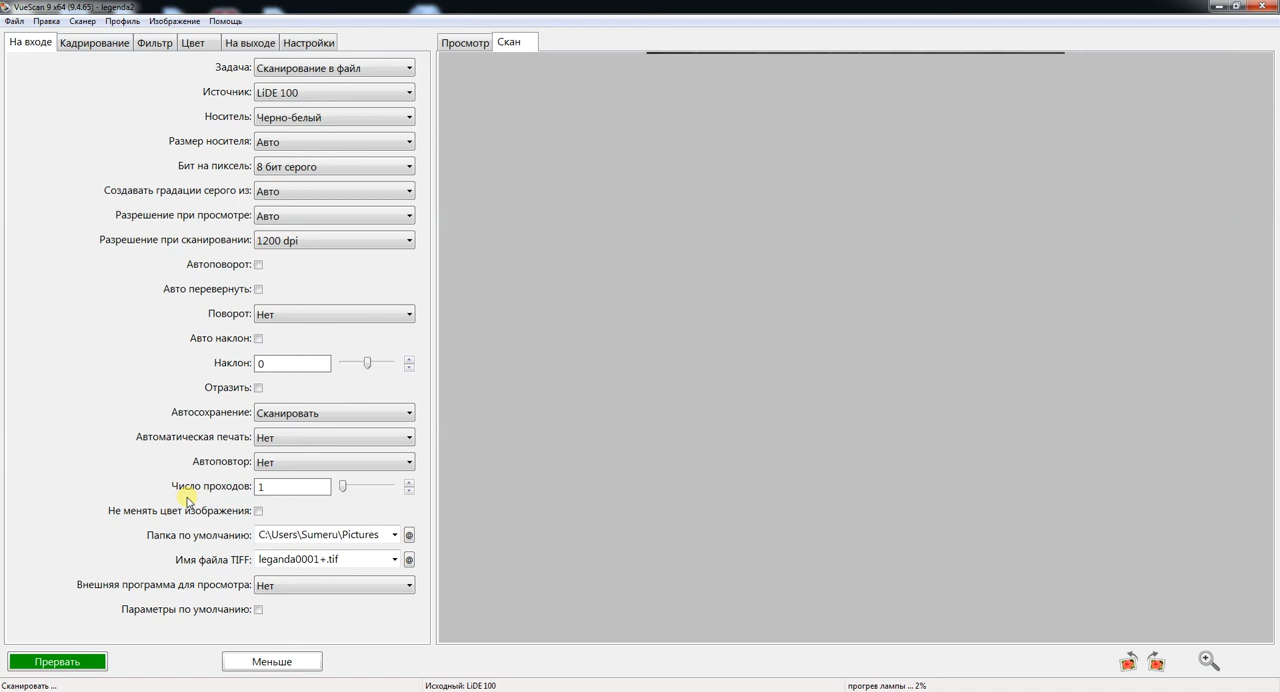 VueScan 9 x64 (9.4.65) - legenda2
Файл Правка Сканер Профиль Изображение Помощь
На входе Кадрирование Фильтр Цвет На выходе Настройки Просмотр Скан
Задача: Сканирование в файл
Источник: LiDE 100
Носитель: Черно-белый
Размер носителя: Авто
Бит на пиксель: 8 бит серого
Создавать градации серого из: Авто
Разрешение при просмотре: Авто
Разрешение при сканировании: 1200 dpi
Автоповорот:
Авто перевернуть:
Поворот: Нет
Авто наклон:
Наклон: 0
Отразить:
Автосохранение: Сканировать
Автоматическая печать: Нет
Автоповтор: Нет
Число проходов: 1
Не менять цвет изображения:
Папка по умолчанию: C:\Users\Sumeru\Pictures @
Имя файла TIFF: leganda0001+.tif @
Внешняя программа для просмотра: Нет
Параметры по умолчанию:
Прервать Меньше
Сканировать ... Исходный: LiDE 100 прогрев лампы ... 2%